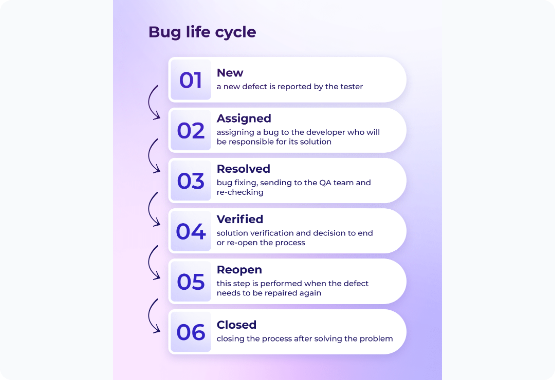 Bug life cycle
01
New
a new defect is reported by the tester
02
Assigned
assigning a bug to the developer who will
be responsible for its solution
03
Resolved
bug fixing, sending to the QA team and
re-checking
04
Verified
solution verification and decision to end
or re-open the process
05
Reopen
this step is performed when the defect
needs to be repaired again
06
Closed
closing the process after solving the problem